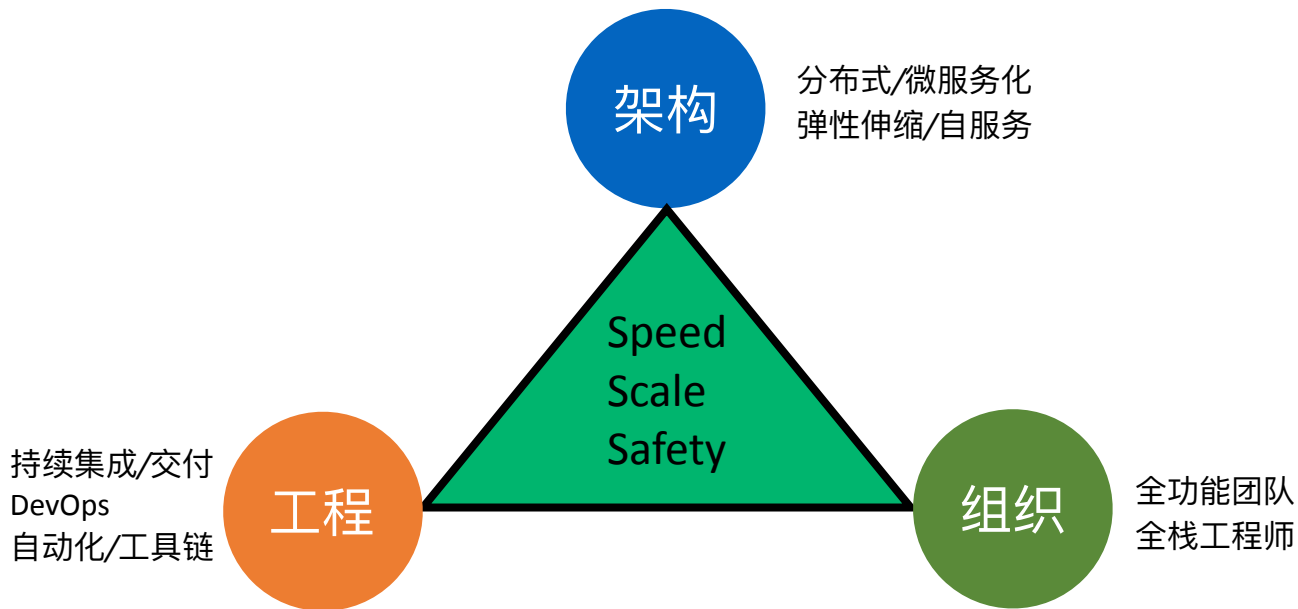 架构
分布式/微服务化
弹性伸缩/自服务
Speed
Scale
Safety
持续集成/交付
DevOps
自动化/工具链
工程
组织
全功能团队
全栈工程师